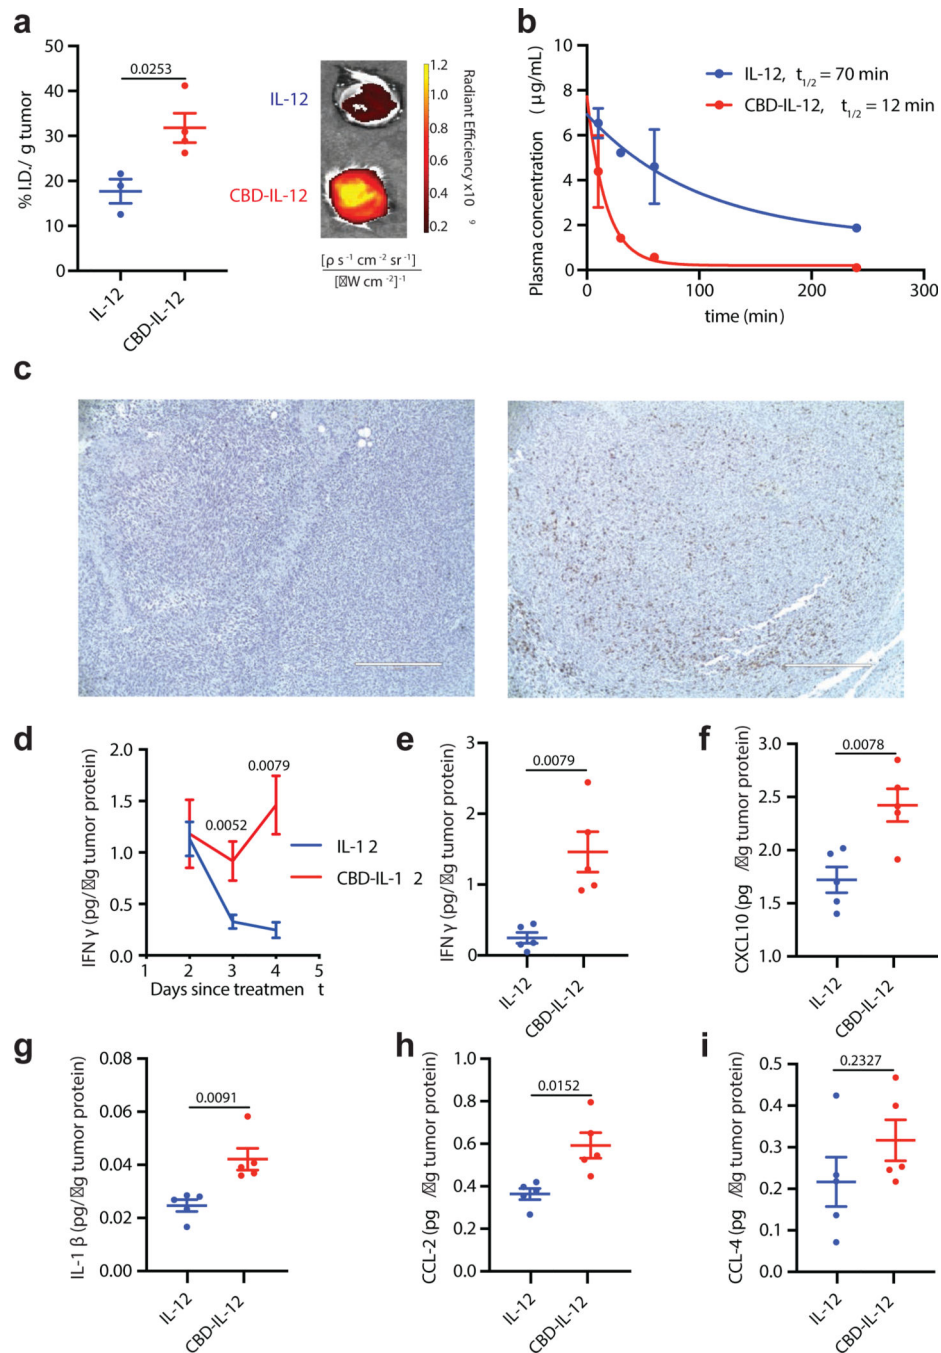 a
50
40
30
20
10
0
% I.D./ g tumor
0.0253
IL-12
CBD-IL-12
IL-12
CBD-IL-12
1.2
1.0
0.8
0.6
0.4
0.2
Radiant Efficiency x10
9
[ρ s⁻¹ cm ⁻² sr⁻¹]
[☒W cm ⁻²]⁻¹
b
10
8
6
4
2
0
Plasma concentration ( μg/mL)
IL-12, t1/2 = 70 min
CBD-IL-12, t1/2 = 12 min
0 100 200 300
time (min)
c
d
2.0
1.5
1.0
0.5
0.0
IFN γ (pg/☒g tumor protein)
0.0079
0.0052
IL-1 2
CBD-IL-1 2
1 2 3 4 5
Days since treatmen t
e
3
2
1
0
IFN γ (pg/☒g tumor protein)
0.0079
IL-12
CBD-IL-12
f
3.0
2.5
2.0
1.5
1.0
CXCL10 (pg /☒g tumor protein)
0.0078
IL-12
CBD-IL-12
g
0.08
0.06
0.04
0.02
0.00
IL-1 β (pg/☒g tumor protein)
0.0091
IL-12
CBD-IL-12
h
1.0
0.8
0.6
0.4
0.2
0.0
CCL-2 (pg /☒g tumor protein)
0.0152
IL-12
CBD-IL-12
i
0.5
0.4
0.3
0.2
0.1
0.0
CCL-4 (pg /☒g tumor protein)
0.2327
IL-12
CBD-IL-12